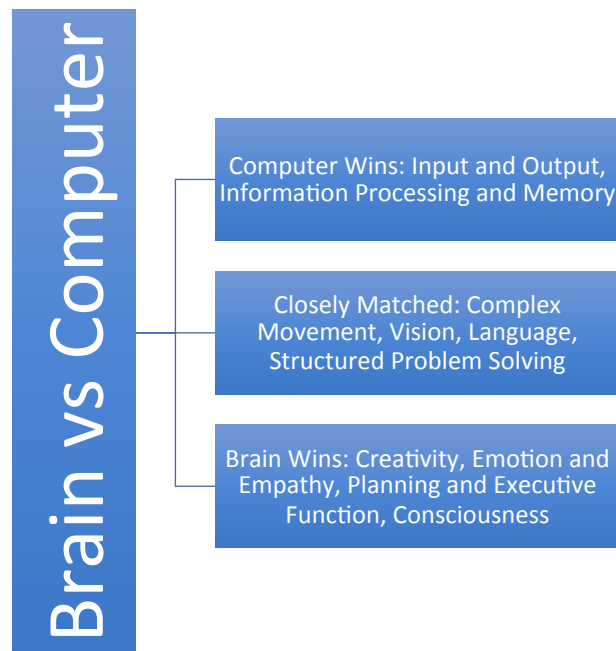 Brain vs Computer
Computer Wins: Input and Output,
Information Processing and Memory
Closely Matched: Complex
Movement, Vision, Language,
Structured Problem Solving
Brain Wins: Creativity, Emotion and
Empathy, Planning and Executive
Function, Consciousness